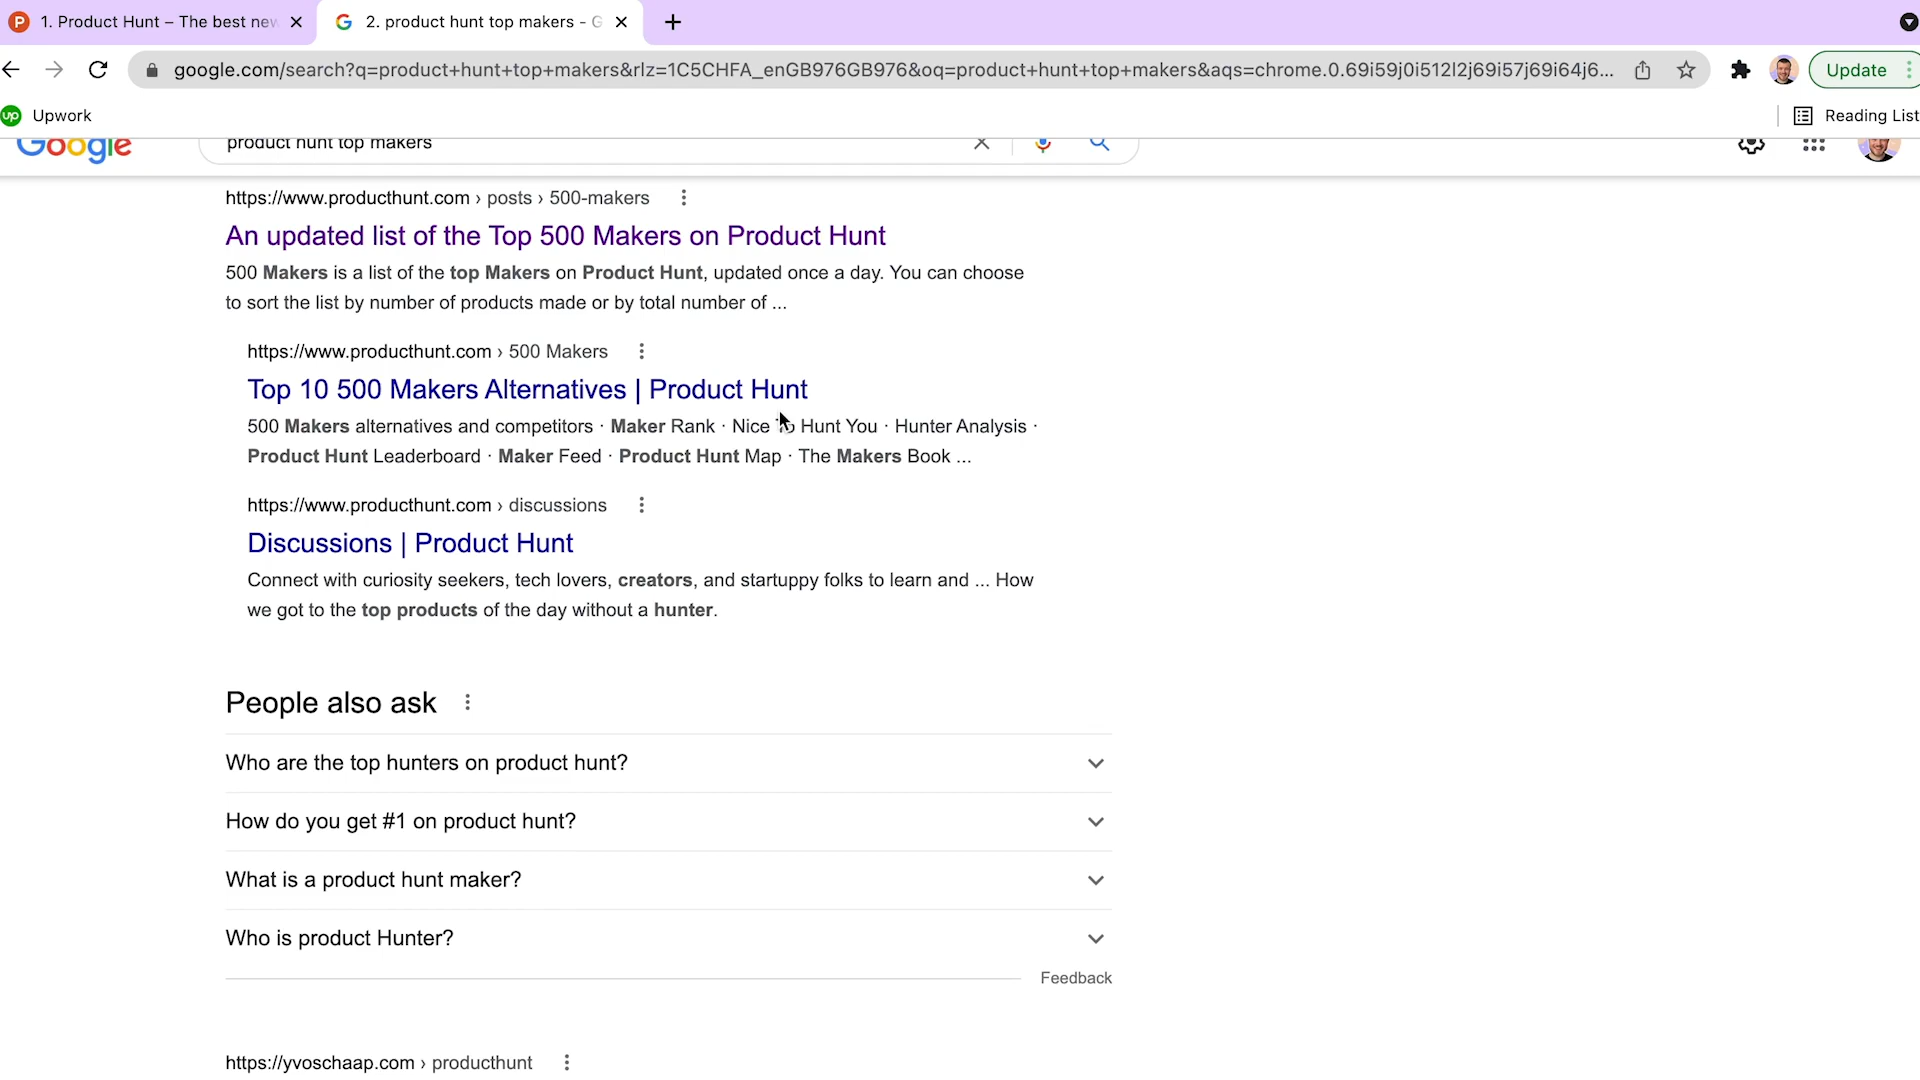 1. Product Hunt – The best new
2. product hunt top makers - G
google.com/search?q=product+hunt+top+makers&rlz=1C5CHFA_enGB976GB976&oq=product+hunt+top+makers&aqs=chrome.0.69i59j0i512l2j69i57j69i64j6...
Update
Upwork
Reading List
Google
product hunt top makers
https://www.producthunt.com › posts › 500-makers
An updated list of the Top 500 Makers on Product Hunt
500 Makers is a list of the top Makers on Product Hunt, updated once a day. You can choose
to sort the list by number of products made or by total number of ...
https://www.producthunt.com › 500 Makers
Top 10 500 Makers Alternatives | Product Hunt
500 Makers alternatives and competitors · Maker Rank · Nice To Hunt You · Hunter Analysis ·
Product Hunt Leaderboard · Maker Feed · Product Hunt Map · The Makers Book ...
https://www.producthunt.com › discussions
Discussions | Product Hunt
Connect with curiosity seekers, tech lovers, creators, and startuppy folks to learn and ... How
we got to the top products of the day without a hunter.
People also ask
Who are the top hunters on product hunt?
How do you get #1 on product hunt?
What is a product hunt maker?
Who is product Hunter?
Feedback
https://yvoschaap.com › producthunt